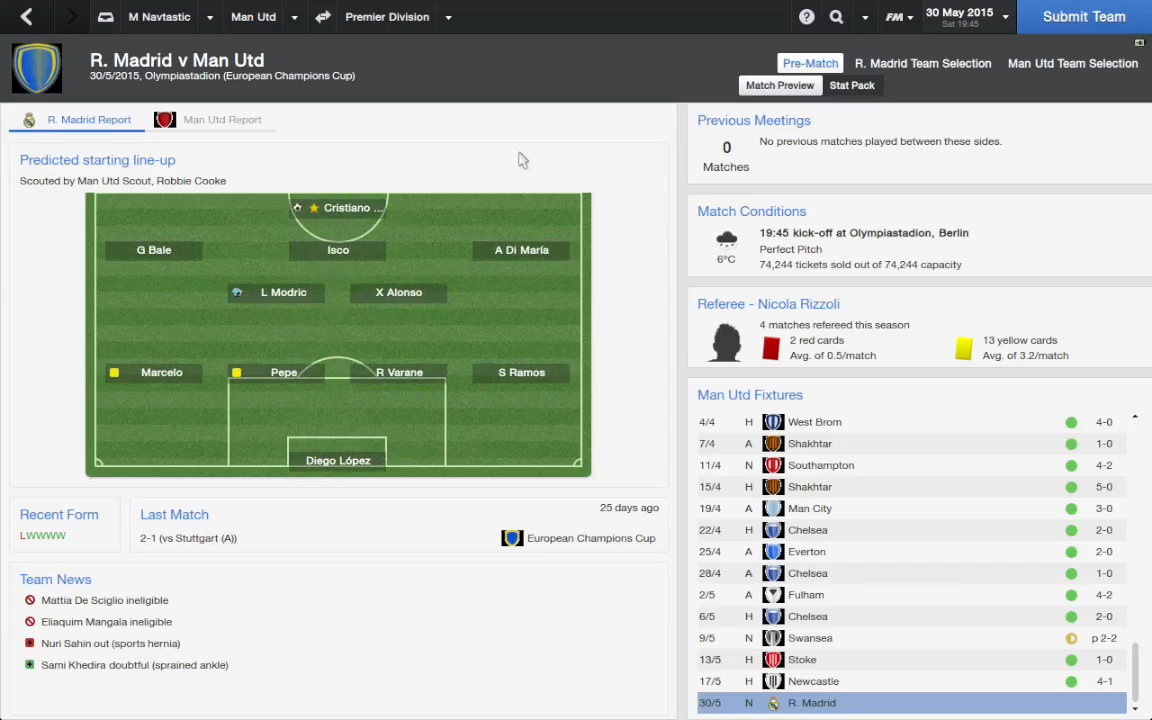 M Navtastic
Man Utd
Premier Division
?
FM
30 May 2015
Sat 19:45
Submit Team
R. Madrid v Man Utd
30/5/2015, Olympiastadion (European Champions Cup)
Pre-Match
R. Madrid Team Selection
Man Utd Team Selection
Match Preview
Stat Pack
R. Madrid Report
Man Utd Report
Predicted starting line-up
Scouted by Man Utd Scout, Robbie Cooke
Cristiano ...
G Bale
Isco
A Di María
L Modric
X Alonso
Marcelo
Pepe
R Varane
S Ramos
Diego López
Recent Form
LWWWW
Last Match
25 days ago
2-1 (vs Stuttgart (A))
European Champions Cup
Team News
Mattia De Sciglio ineligible
Eliaquim Mangala ineligible
Nuri Sahin out (sports hernia)
Sami Khedira doubtful (sprained ankle)
Previous Meetings
0
Matches
No previous matches played between these sides.
Match Conditions
6°C
19:45 kick-off at Olympiastadion, Berlin
Perfect Pitch
74,244 tickets sold out of 74,244 capacity
Referee - Nicola Rizzoli
4 matches refereed this season
2 red cards
Avg. of 0.5/match
13 yellow cards
Avg. of 3.2/match
Man Utd Fixtures
4/4 H West Brom 4-0
7/4 A Shakhtar 1-0
11/4 N Southampton 4-2
15/4 H Shakhtar 5-0
19/4 A Man City 3-0
22/4 H Chelsea 2-0
25/4 A Everton 2-0
28/4 A Chelsea 1-0
2/5 A Fulham 4-2
6/5 H Chelsea 2-0
9/5 N Swansea p 2-2
13/5 H Stoke 1-0
17/5 H Newcastle 4-1
30/5 N R. Madrid